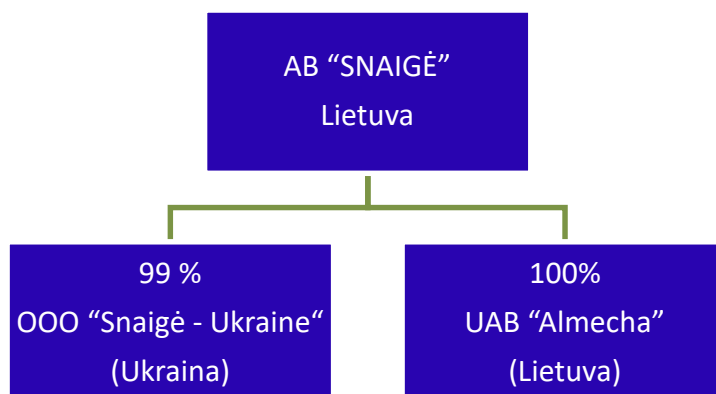 AB “SNAIGĖ”
Lietuva
99 %
OOO “Snaigė - Ukraine“
(Ukraina)
100%
UAB “Almecha”
(Lietuva)